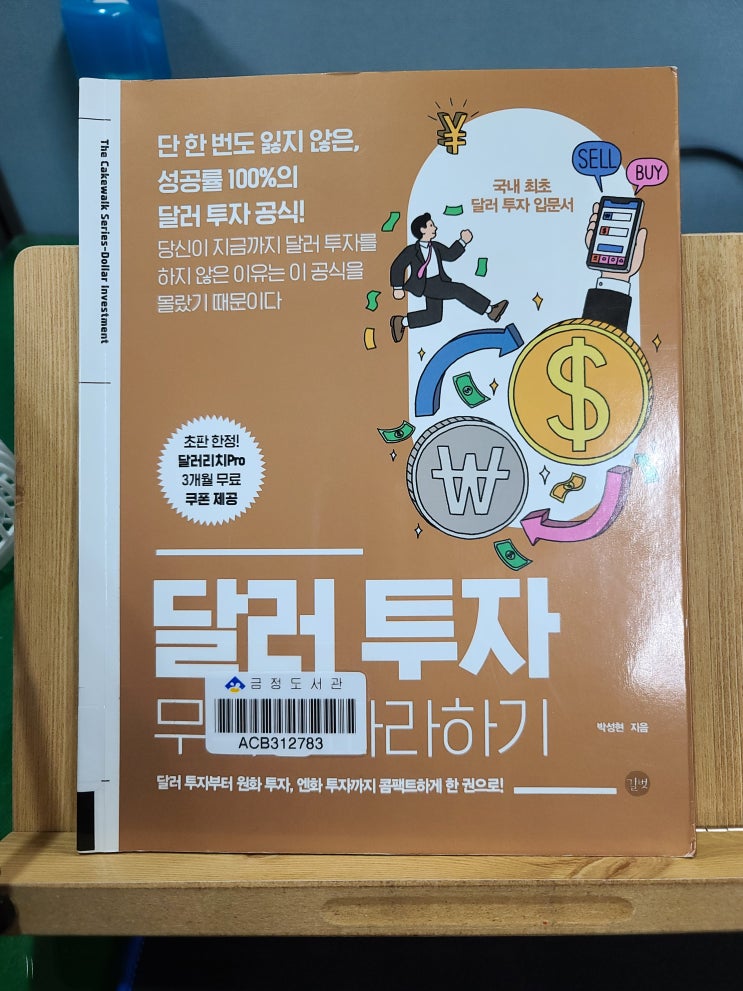 The Cakewalk Series-Dollar Investment
단 한 번도 잃지 않은,
성공률 100%의
달러 투자 공식!
당신이 지금까지 달러 투자를
하지 않은 이유는 이 공식을
몰랐기 때문이다
국내 최초
달러 투자 입문서
SELL
BUY
초판 한정!
달러리치Pro
3개월 무료
쿠폰 제공
달러 투자
금정도서관
ACB312783
무 따라하기
박성현 지음
달러 투자부터 원화 투자, 엔화 투자까지 콤팩트하게 한 권으로!
길벗